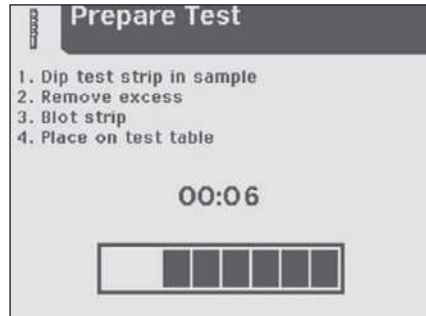 Prepare Test
1. Dip test strip in sample
2. Remove excess
3. Blot strip
4. Place on test table
00:06